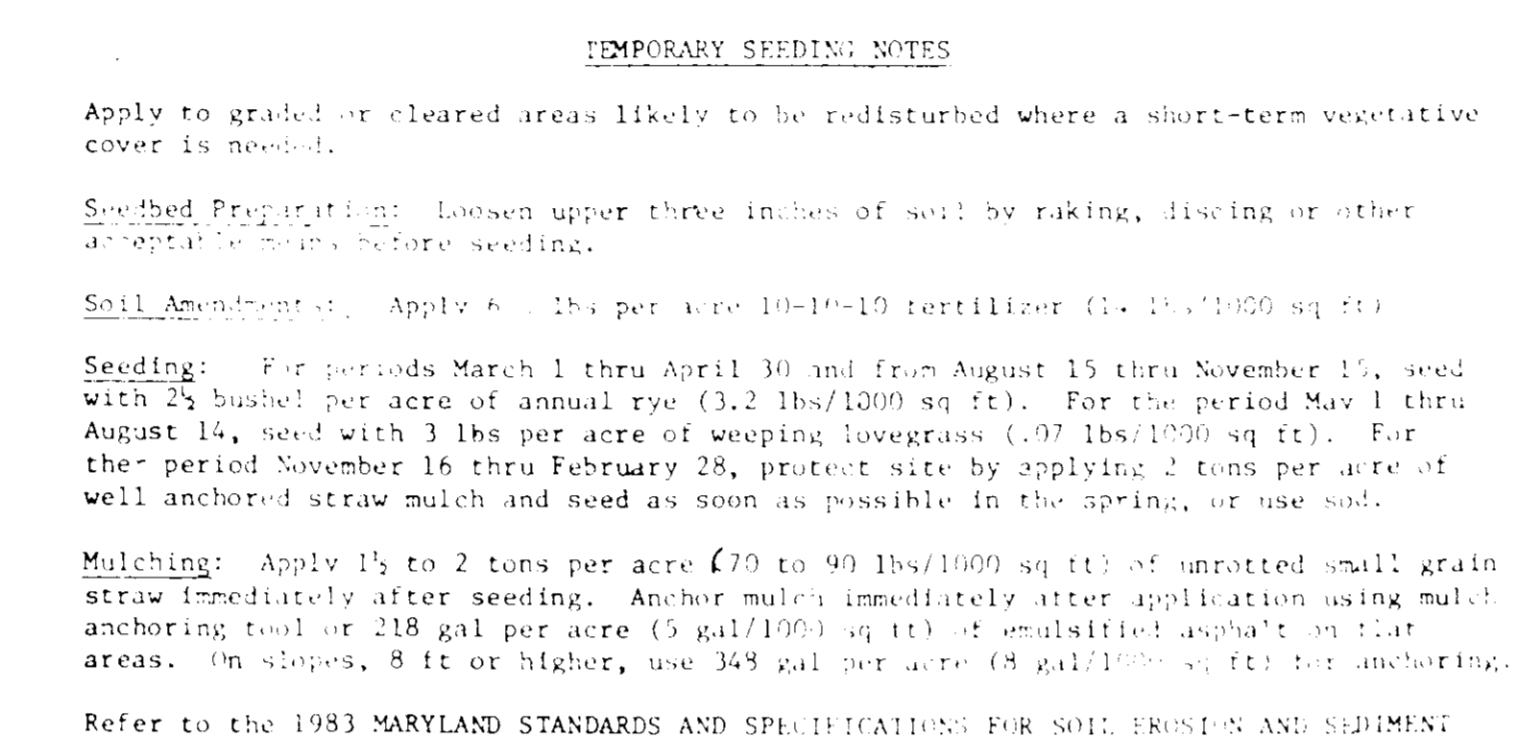 TEMPORARY SEEDING NOTES
Apply to graded or cleared areas likely to be redisturbed where a short-term vegetative
cover is needed.
Seedbed Preparation: Loosen upper three inches of soil by raking, discing or other
acceptable means before seeding.
Soil Amendments: Apply lbs per acre 10-10-10 fertilizer lbs/1000 sq ft)
Seeding: For periods March 1 thru April 30 and from August 15 thru November 15, seed
with 2½ bushel per acre of annual rye (3.2 lbs/1000 sq ft). For the period May 1 thru
August 14, seed with 3 lbs per acre of weeping lovegrass (.07 lbs/1000 sq ft). For
the- period November 16 thru February 28, protect site by applying 2 tons per acre of
well anchored straw mulch and seed as soon as possible in the spring, or use sod.
Mulching: Apply 1½ to 2 tons per acre (70 to 90 lbs/1000 sq ft) of unrotted small grain
straw immediately after seeding. Anchor mulch immediately after application using mulch
anchoring tool or 218 gal per acre (5 gal/1000 sq ft) of emulsified asphalt on flat
areas. On slopes, 8 ft or higher, use 348 gal per acre (8 gal/1000 sq ft) for anchoring.
Refer to the 1983 MARYLAND STANDARDS AND SPECIFICATIONS FOR SOIL EROSION AND SEDIMENT